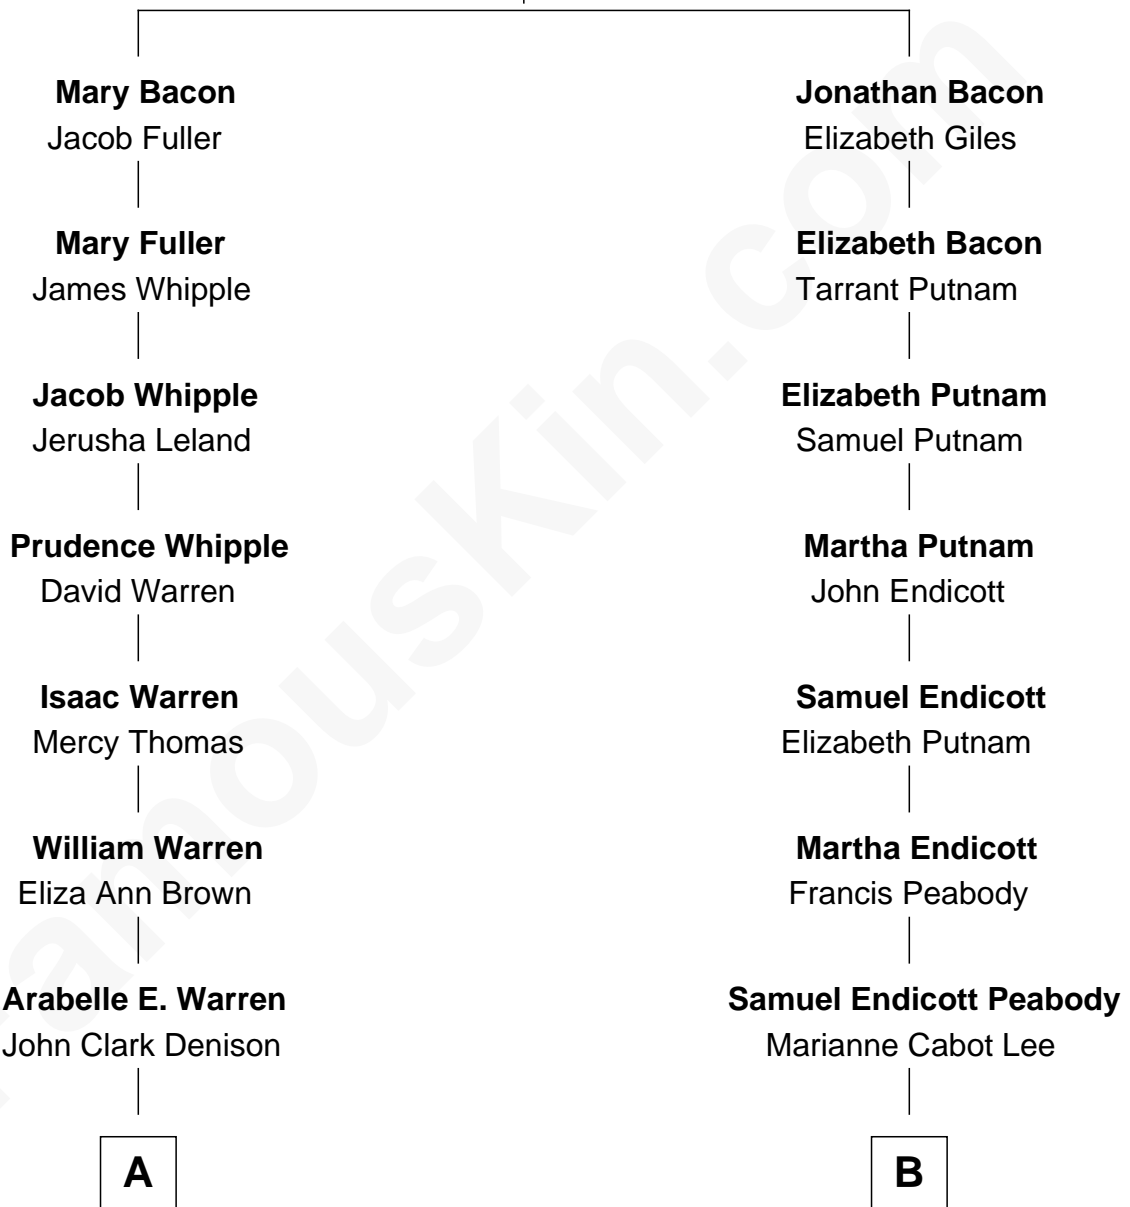 Mary Bacon
Jacob Fuller
Mary Fuller
James Whipple
Jacob Whipple
Jerusha Leland
Prudence Whipple
David Warren
Isaac Warren
Mercy Thomas
William Warren
Eliza Ann Brown
Arabelle E. Warren
John Clark Denison
A
Jonathan Bacon
Elizabeth Giles
Elizabeth Bacon
Tarrant Putnam
Elizabeth Putnam
Samuel Putnam
Martha Putnam
John Endicott
Samuel Endicott
Elizabeth Putnam
Martha Endicott
Francis Peabody
Samuel Endicott Peabody
Marianne Cabot Lee
B
FamousKin.com